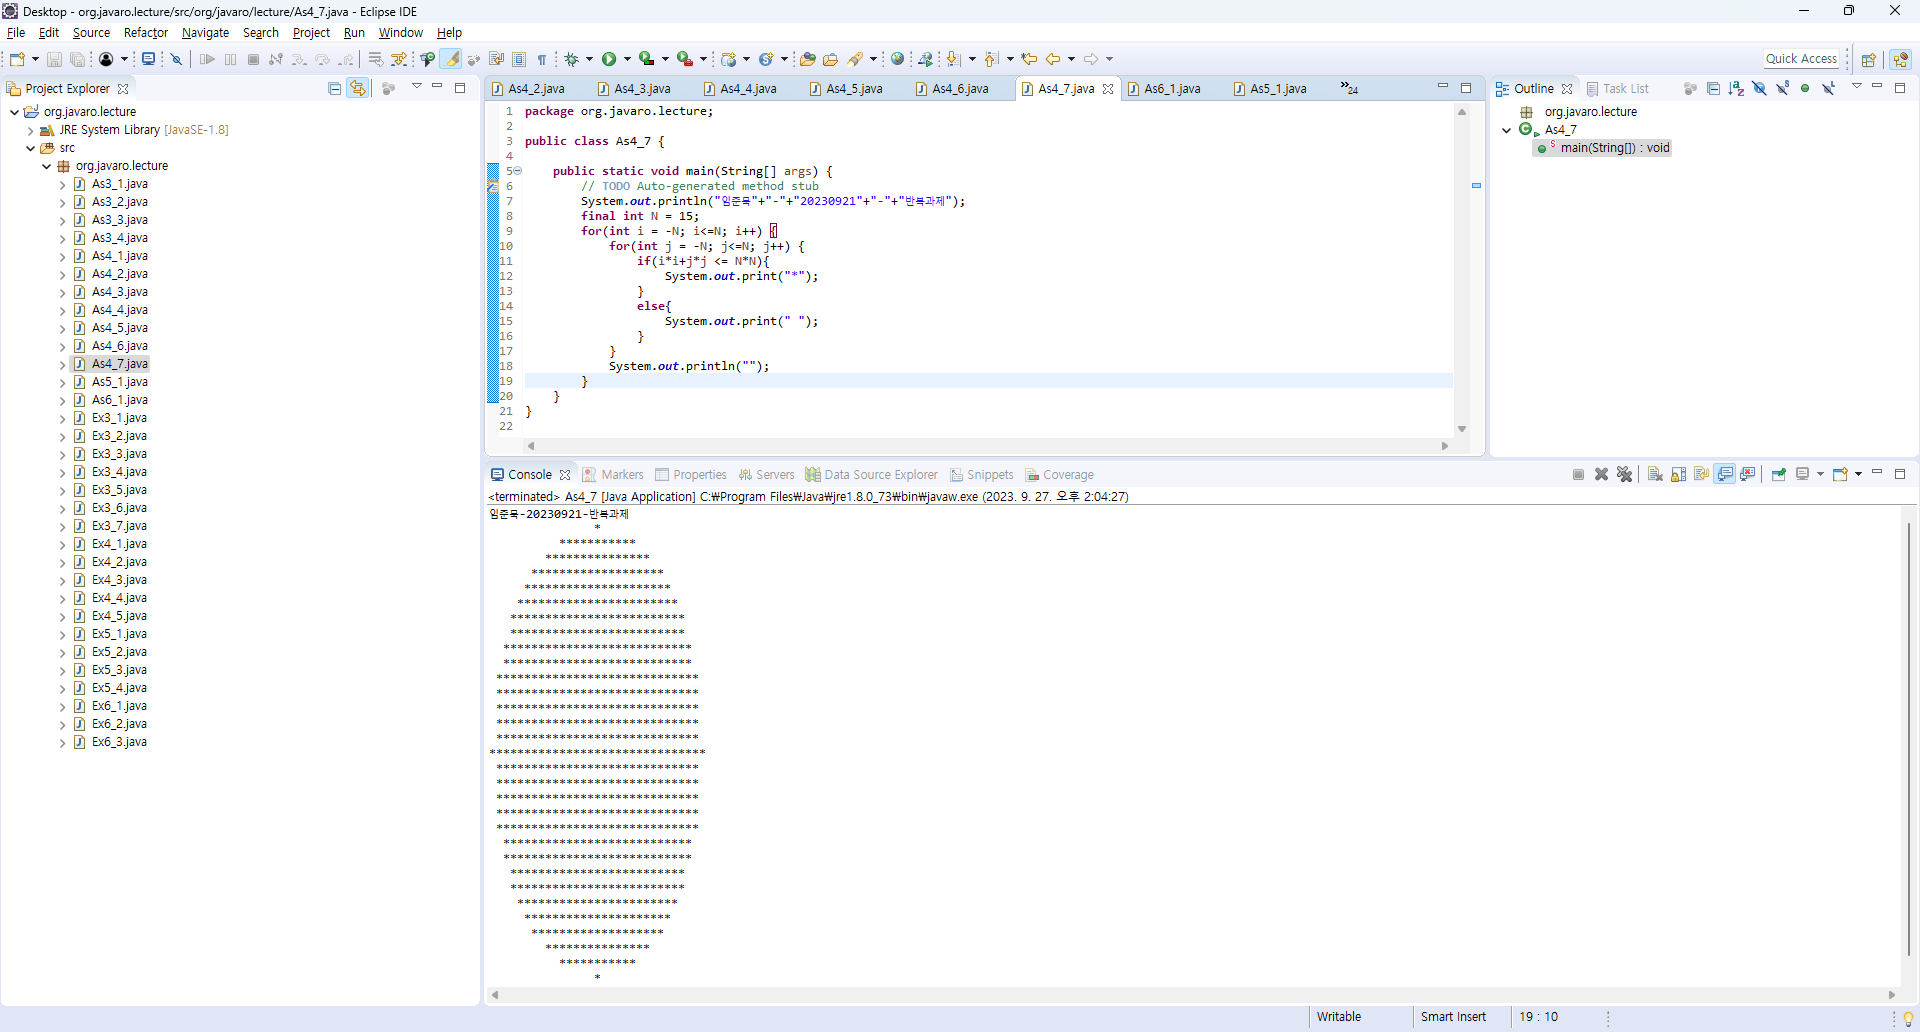 Desktop - org.javaro.lecture/src/org/javaro/lecture/As4_7.java - Eclipse IDE
File Edit Source Refactor Navigate Search Project Run Window Help
Quick Access
Project Explorer
org.javaro.lecture
JRE System Library [JavaSE-1.8]
src
org.javaro.lecture
As3_1.java
As3_2.java
As3_3.java
As3_4.java
As4_1.java
As4_2.java
As4_3.java
As4_4.java
As4_5.java
As4_6.java
As4_7.java
As5_1.java
As6_1.java
Ex3_1.java
Ex3_2.java
Ex3_3.java
Ex3_4.java
Ex3_5.java
Ex3_6.java
Ex3_7.java
Ex4_1.java
Ex4_2.java
Ex4_3.java
Ex4_4.java
Ex4_5.java
Ex5_1.java
Ex5_2.java
Ex5_3.java
Ex5_4.java
Ex6_1.java
Ex6_2.java
Ex6_3.java
As4_2.java As4_3.java As4_4.java As4_5.java As4_6.java As4_7.java As6_1.java As5_1.java »24
1 package org.javaro.lecture;
2
3 public class As4_7 {
4
5     public static void main(String[] args) {
6         // TODO Auto-generated method stub
7         System.out.println("임준묵"+"-"+"20230921"+"-"+"반복과제");
8         final int N = 15;
9         for(int i = -N; i<=N; i++) {
10             for(int j = -N; j<=N; j++) {
11                 if(i*i+j*j <= N*N){
12                     System.out.print("*");
13                 }
14                 else{
15                     System.out.print(" ");
16                 }
17             }
18             System.out.println("");
19         }
20     }
21 }
22
Outline Task List
org.javaro.lecture
As4_7
main(String[]) : void
Console Markers Properties Servers Data Source Explorer Snippets Coverage
<terminated> As4_7 [Java Application] C:₩Program Files₩Java₩jre1.8.0_73₩bin₩javaw.exe (2023. 9. 27. 오후 2:04:27)
임준묵-20230921-반복과제
               *
          ***********
        ***************
      *******************
     *********************
    ***********************
   *************************
   *************************
  ***************************
  ***************************
 *****************************
 *****************************
 *****************************
 *****************************
 *****************************
*******************************
 *****************************
 *****************************
 *****************************
 *****************************
 *****************************
  ***************************
  ***************************
   *************************
   *************************
    ***********************
     *********************
      *******************
        ***************
          ***********
               *
Writable Smart Insert 19 : 10